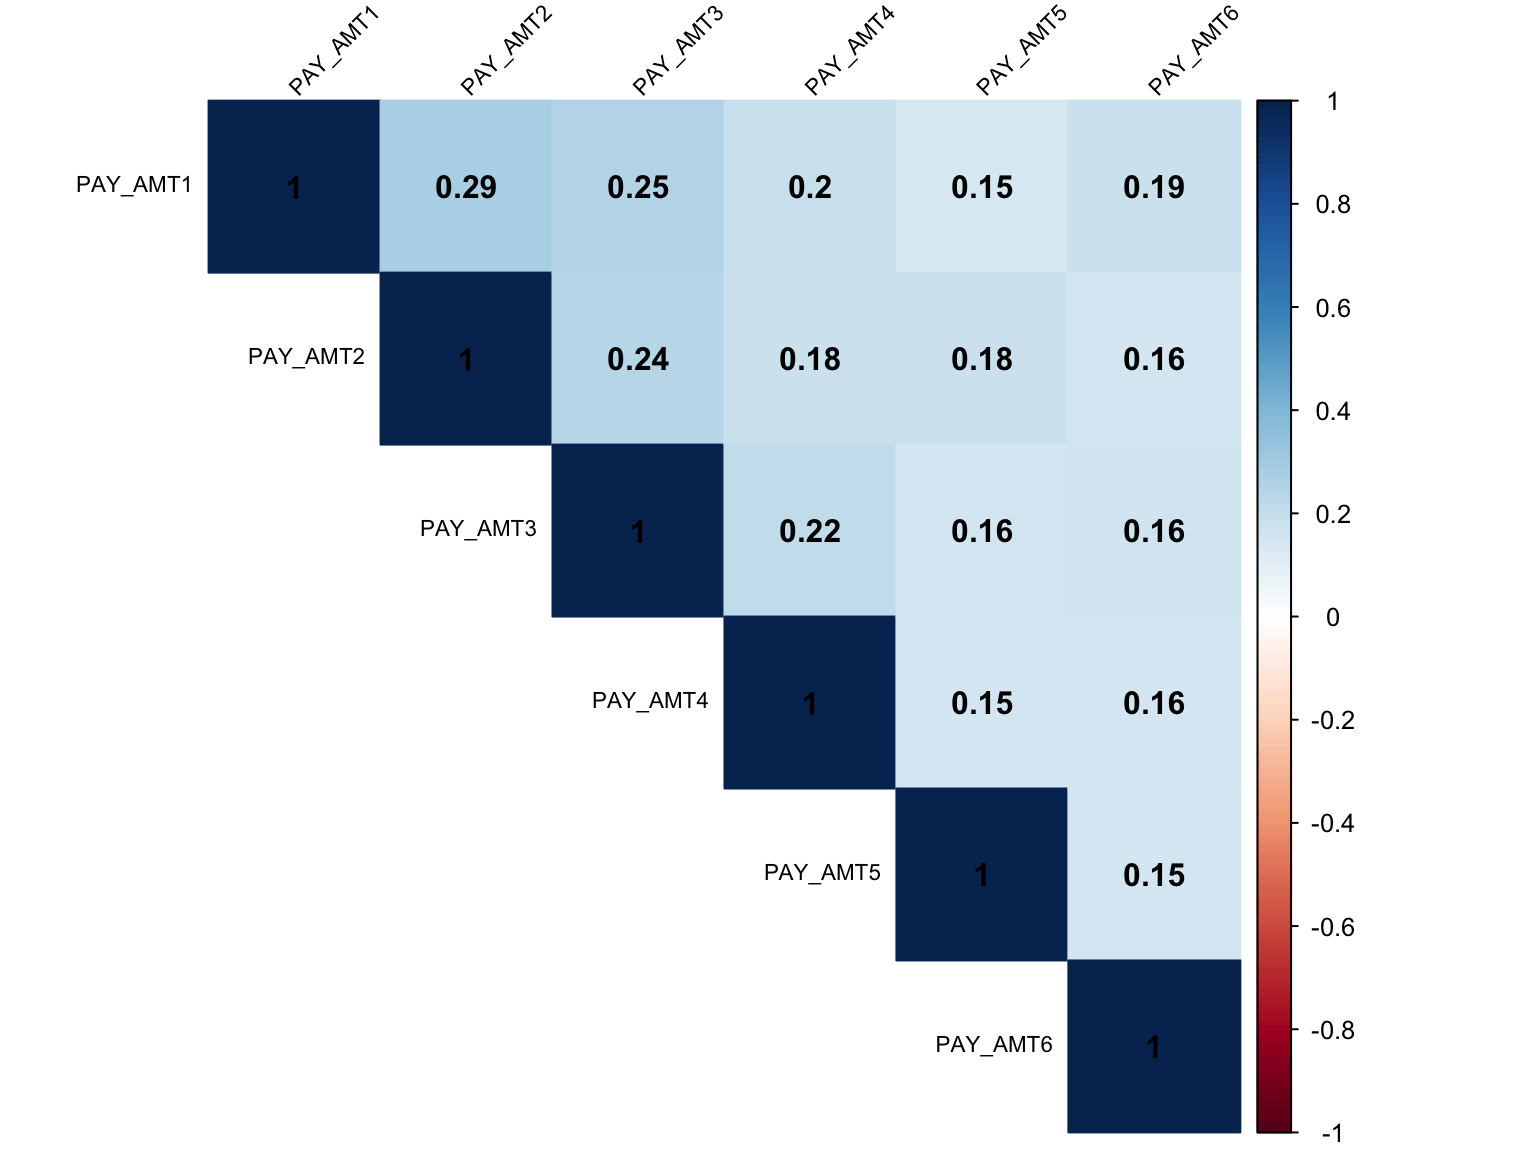 PAY_AMT1 PAY_AMT2 PAY_AMT3 PAY_AMT4 PAY_AMT5 PAY_AMT6
PAY_AMT1 1 0.29 0.25 0.2 0.15 0.19
PAY_AMT2 1 0.24 0.18 0.18 0.16
PAY_AMT3 1 0.22 0.16 0.16
PAY_AMT4 1 0.15 0.16
PAY_AMT5 1 0.15
PAY_AMT6 1
1
0.8
0.6
0.4
0.2
0
-0.2
-0.4
-0.6
-0.8
-1